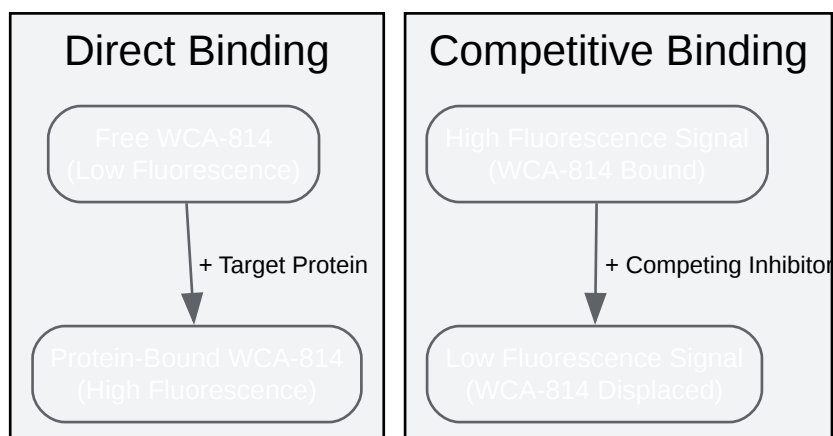 Direct Binding
Free WCA-814
(Low Fluorescence)
+ Target Protein
Protein-Bound WCA-814
(High Fluorescence)
Competitive Binding
High Fluorescence Signal
(WCA-814 Bound)
+ Competing Inhibitor
Low Fluorescence Signal
(WCA-814 Displaced)